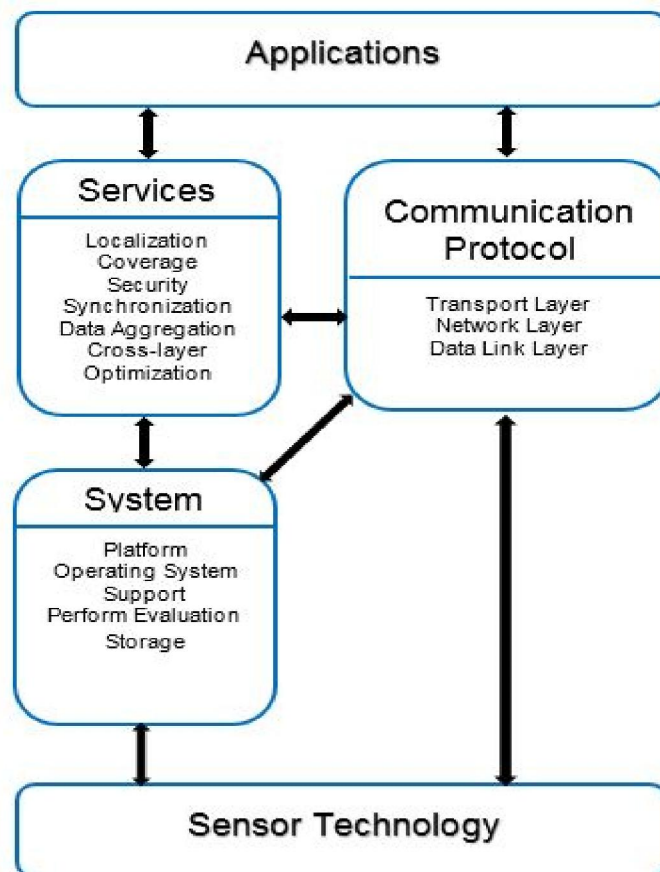 Applications
Services
Localization
Coverage
Security
Synchronization
Data Aggregation
Cross-layer
Optimization
Communication
Protocol
Transport Layer
Network Layer
Data Link Layer
System
Platform
Operating System
Support
Perform Evaluation
Storage
Sensor Technology